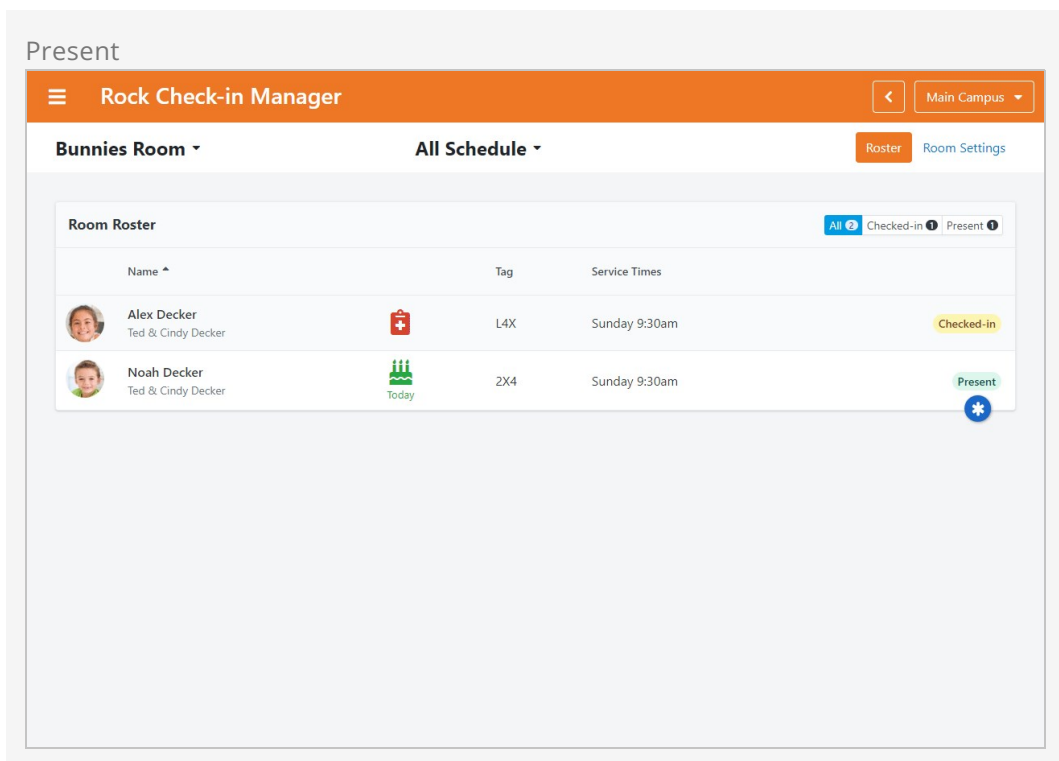 Present
Rock Check-in Manager
Main Campus
Bunnies Room
All Schedule
Roster
Room Settings
Room Roster
All 2 Checked-in 1 Present 1
Name Tag Service Times
Alex Decker
Ted & Cindy Decker
L4X
Sunday 9:30am
Checked-in
Noah Decker
Ted & Cindy Decker
Today
2X4
Sunday 9:30am
Present